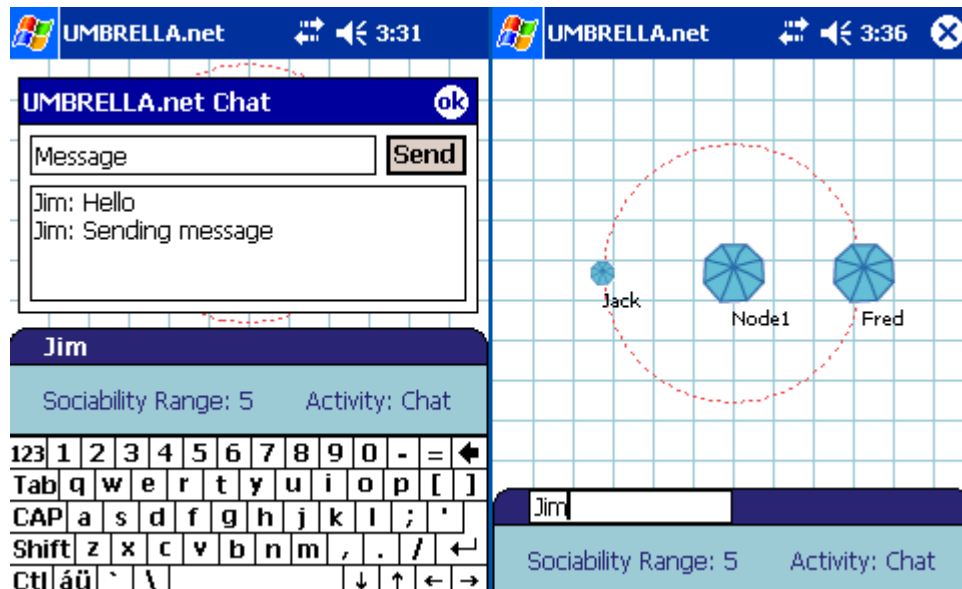 UMBRELLA.net 3:31
UMBRELLA.net Chat ok
Message Send
Jim: Hello
Jim: Sending message
Jim
Sociability Range: 5 Activity: Chat
123 1 2 3 4 5 6 7 8 9 0 - =
Tab q w e r t y u i o p [ ]
CAP a s d f g h j k l ; '
Shift z x c v b n m , . /
Ctl áü ` \
UMBRELLA.net 3:36
Jack
Node1
Fred
Jim
Sociability Range: 5 Activity: Chat